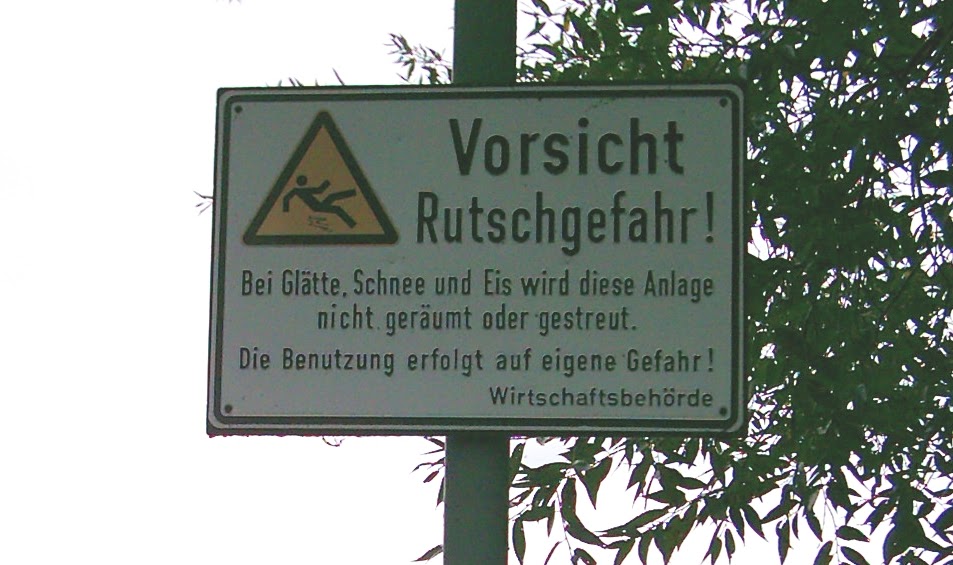 Vorsicht
Rutschgefahr!
Bei Glätte, Schnee und Eis wird diese Anlage
nicht geräumt oder gestreut.
Die Benutzung erfolgt auf eigene Gefahr!
Wirtschaftsbehörde